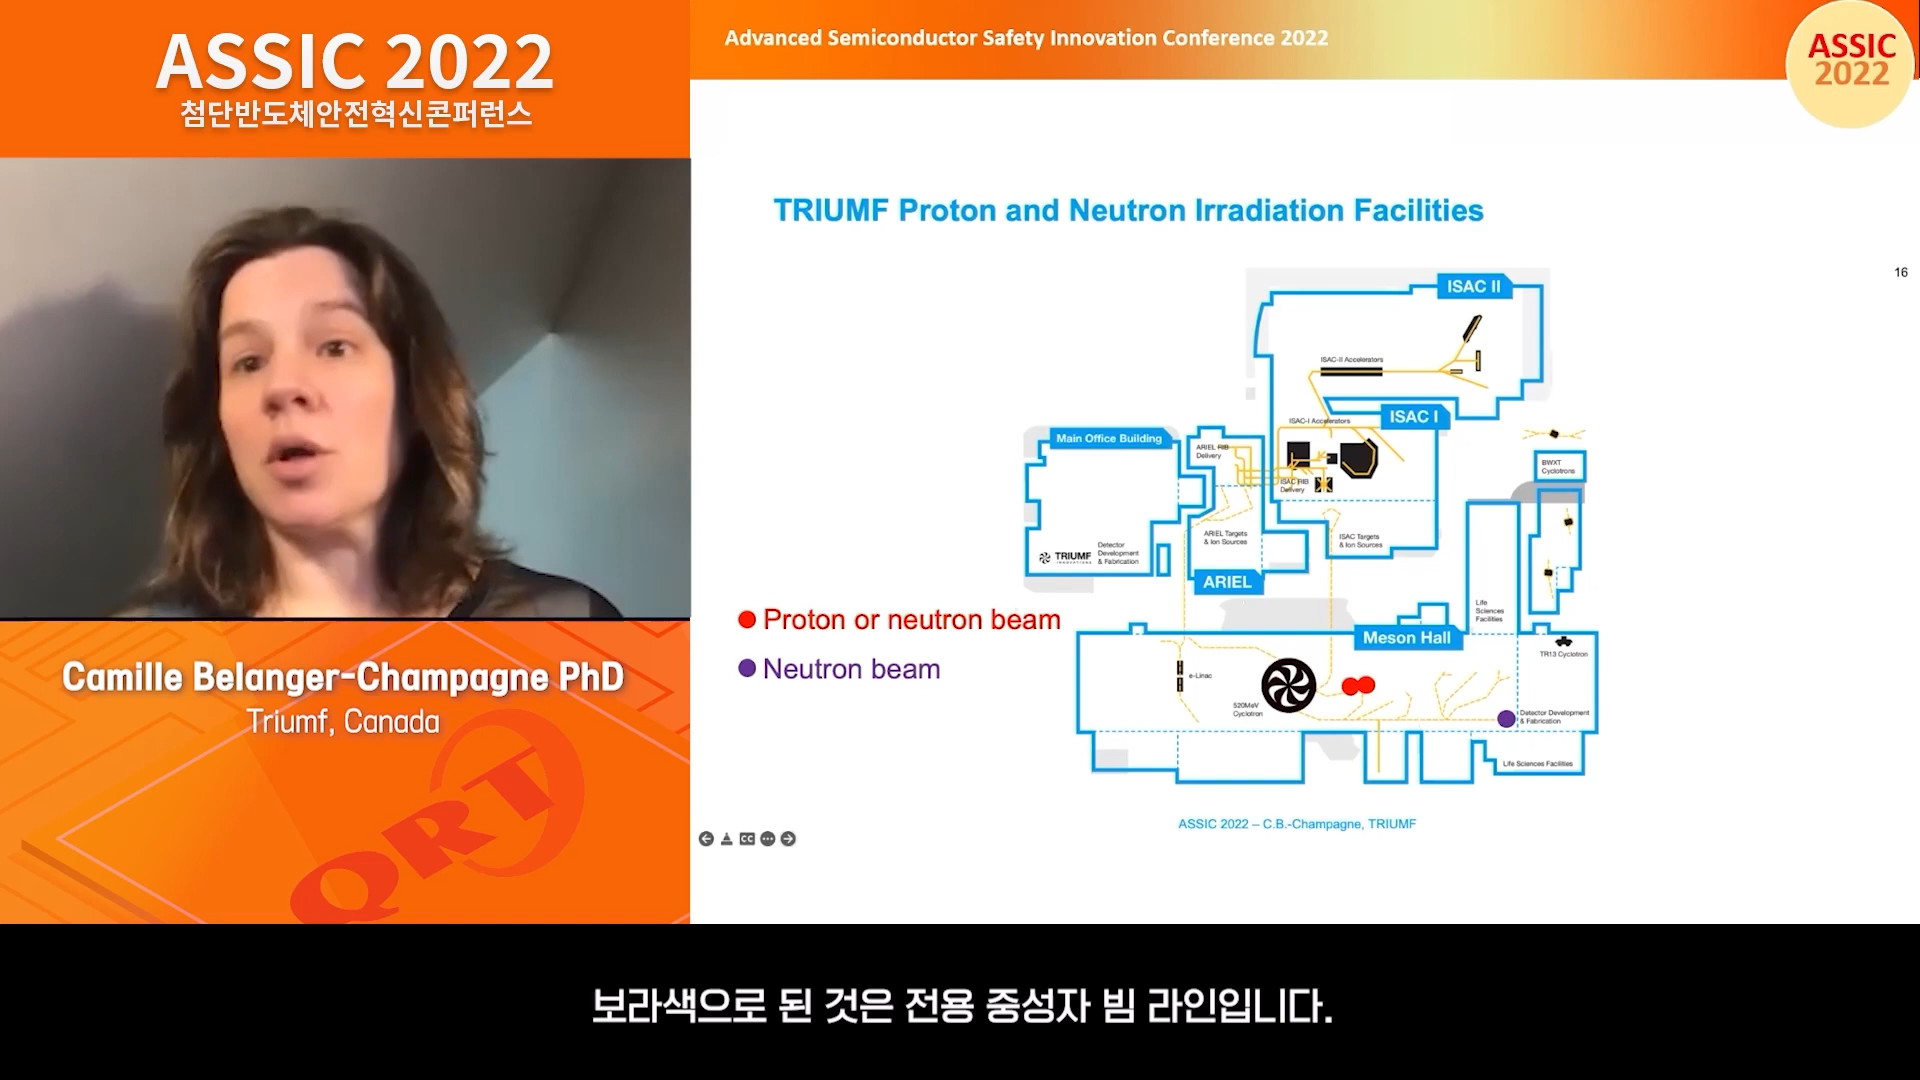 ASSIC 2022
첨단반도체안전혁신콘퍼런스
Advanced Semiconductor Safety Innovation Conference 2022
ASSIC
2022
TRIUMF Proton and Neutron Irradiation Facilities
16
ISAC II
ISAC-II Accelerators
ISAC I
ISAC-I Accelerators
Main Office Building
ARIEL RIB
Delivery
BWXT
Cyclotrons
ISAC RIB
Delivery
ARIEL Targets
& Ion Sources
ISAC Targets
& Ion Sources
TRIUMF
INNOVATIONS
Detector
Development
& Fabrication
ARIEL
Life
Sciences
Facilities
Proton or neutron beam
Neutron beam
Meson Hall
TR13 Cyclotron
e-Linac
520MeV
Cyclotron
Detector Development
& Fabrication
Life Sciences Facilities
ASSIC 2022 – C.B.-Champagne, TRIUMF
CC
Camille Belanger-Champagne PhD
Triumf, Canada
QRT
보라색으로 된 것은 전용 중성자 빔 라인입니다.